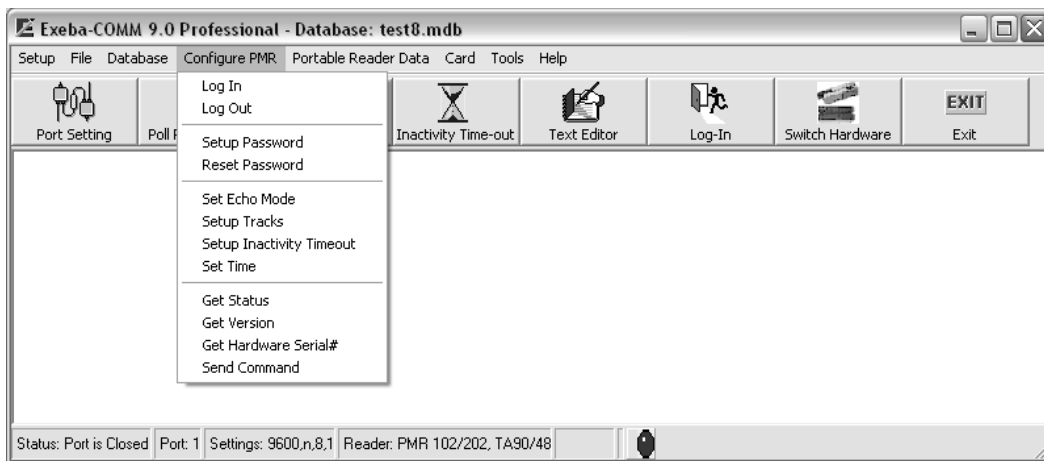 Exeba-COMM 9.0 Professional - Database: test8.mdb
Setup File Database Configure PMR Portable Reader Data Card Tools Help
Port Setting Poll Inactivity Time-out Text Editor Log-In Switch Hardware EXIT Exit
Log In
Log Out
Setup Password
Reset Password
Set Echo Mode
Setup Tracks
Setup Inactivity Timeout
Set Time
Get Status
Get Version
Get Hardware Serial#
Send Command
Status: Port is Closed Port: 1 Settings: 9600,n,8,1 Reader: PMR 102/202, TA90/48